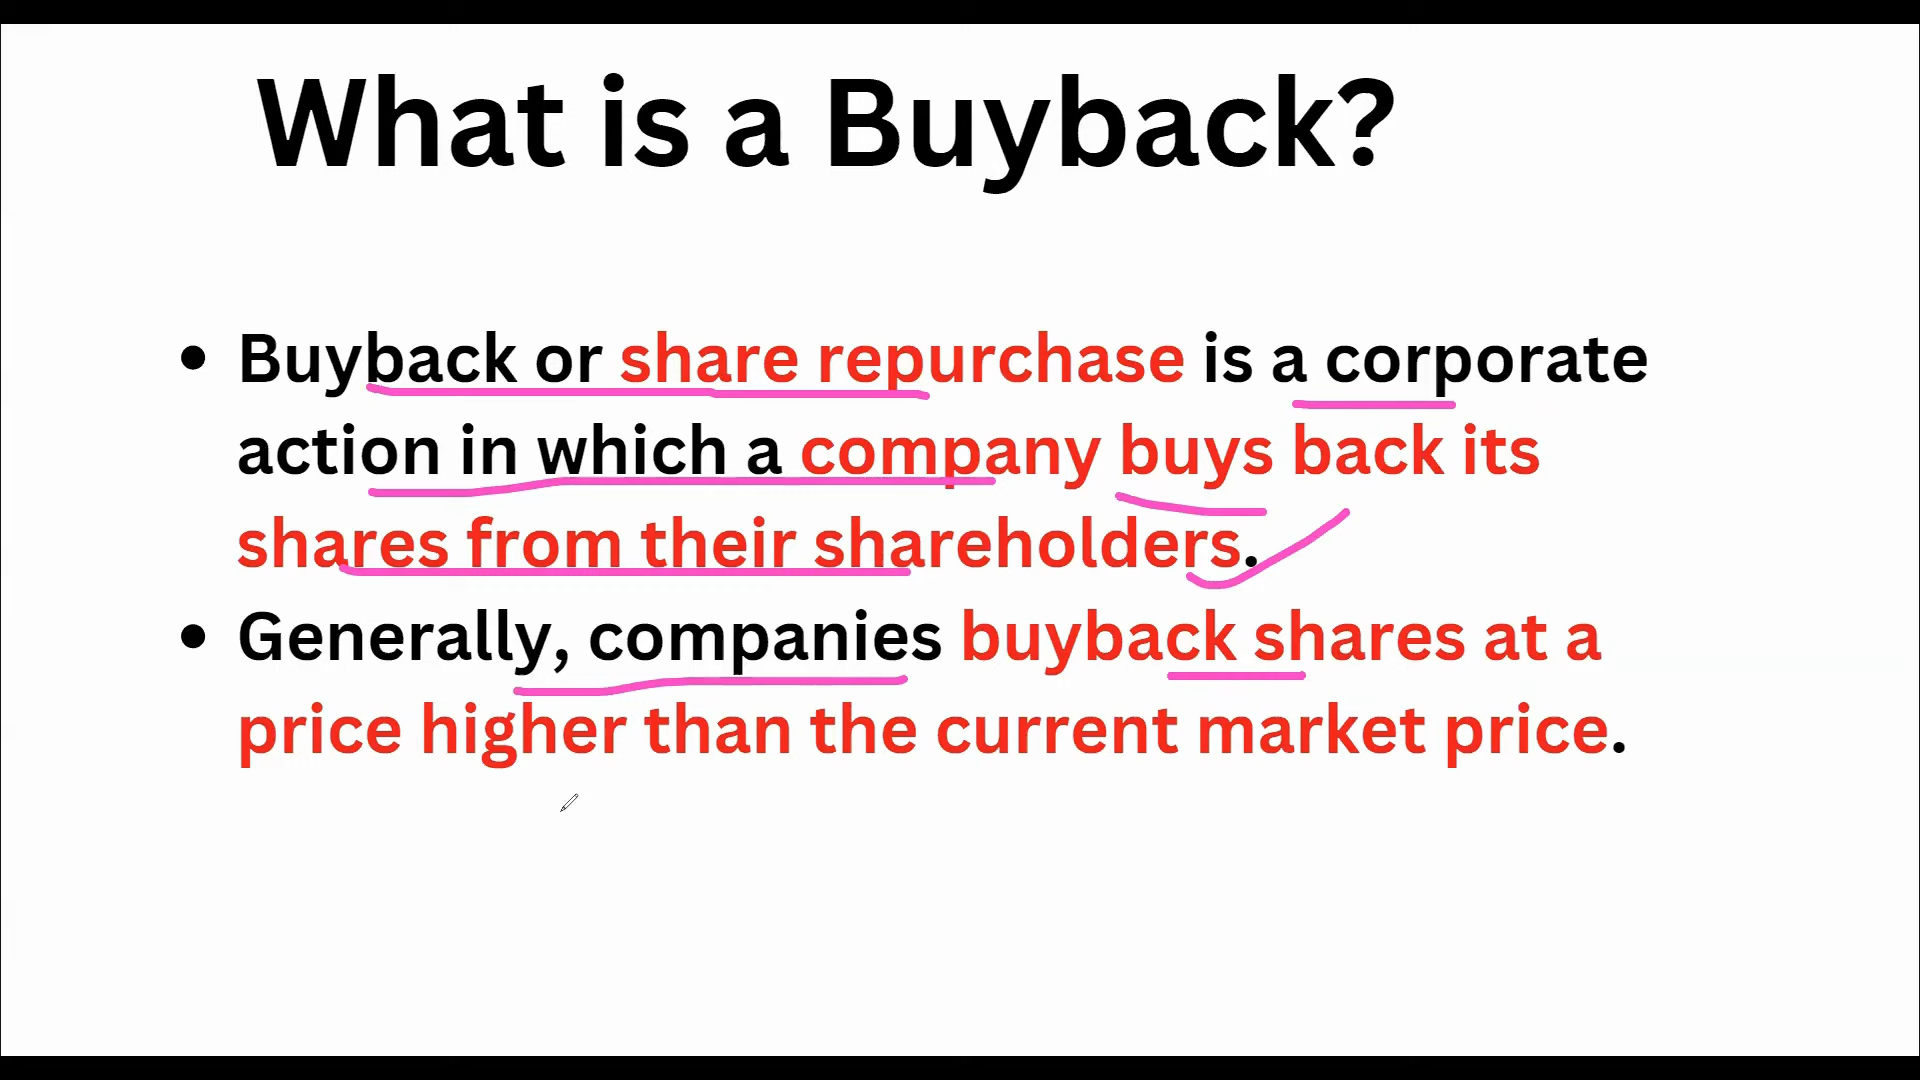 What is a Buyback?
• Buyback or share repurchase is a corporate
action in which a company buys back its
shares from their shareholders.
• Generally, companies buyback shares at a
price higher than the current market price.